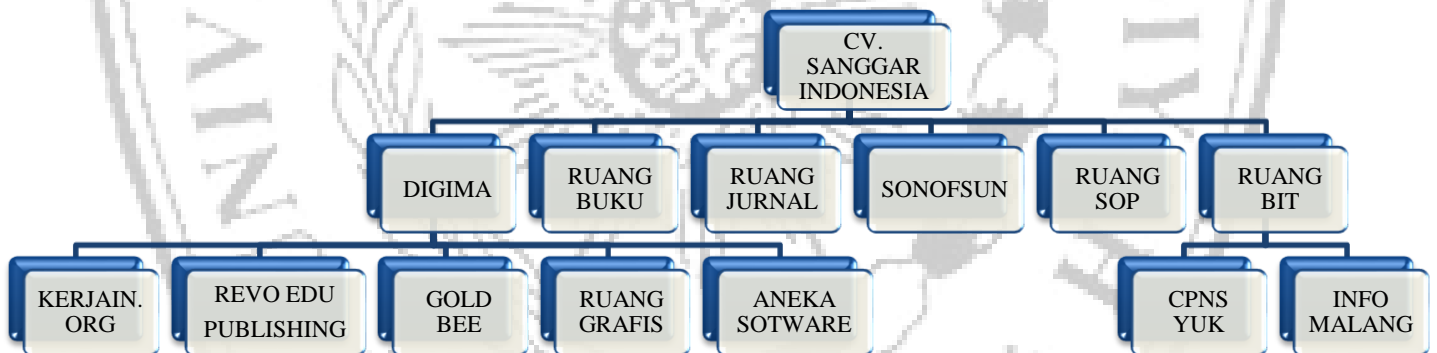 CV.
SANGGAR
INDONESIA
DIGIMA
RUANG
BUKU
RUANG
JURNAL
SONOFSUN
RUANG
SOP
RUANG
BIT
KERJAIN.
ORG
REVO EDU
PUBLISHING
GOLD
BEE
RUANG
GRAFIS
ANEKA
SOTWARE
CPNS
YUK
INFO
MALANG